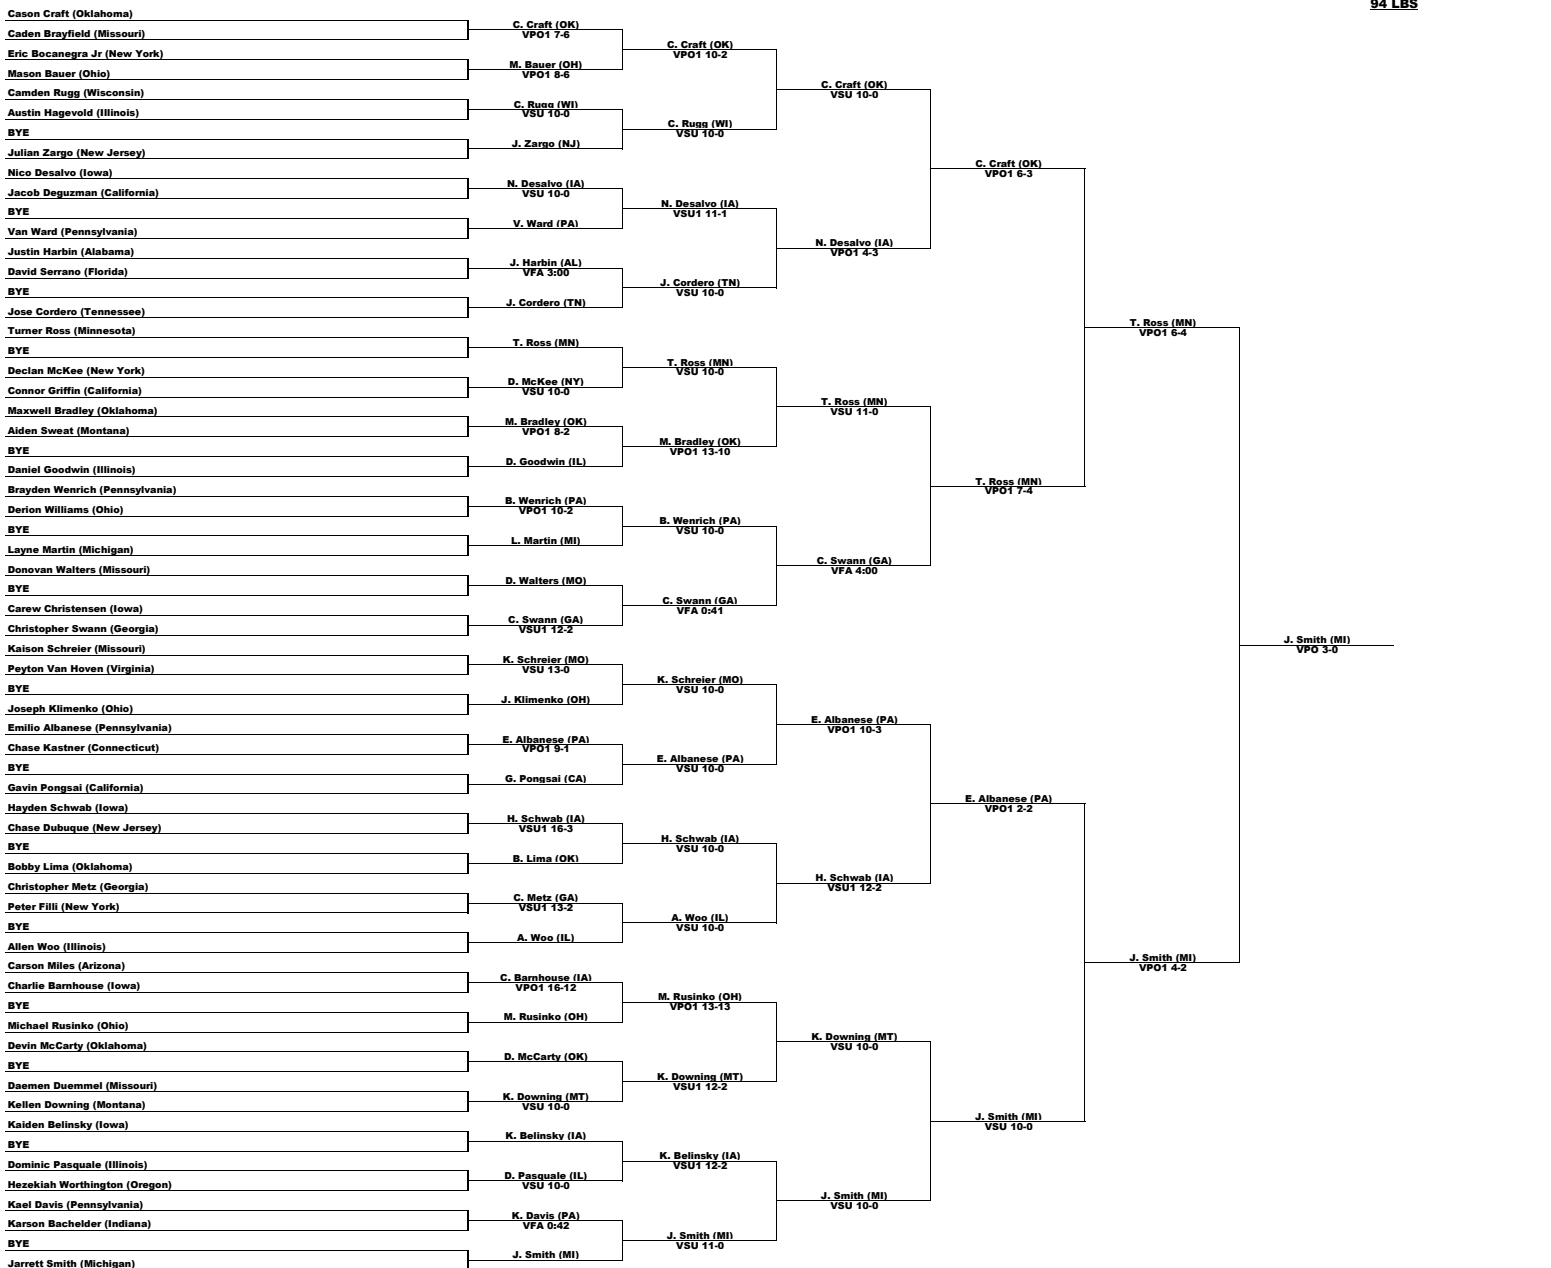 94 LBS
Cason Craft (Oklahoma)
Caden Brayfield (Missouri)
Eric Bocanegra Jr (New York)
Mason Bauer (Ohio)
Camden Rugg (Wisconsin)
Austin Hagevold (Illinois)
BYE
Julian Zargo (New Jersey)
Nico Desalvo (Iowa)
Jacob Deguzman (California)
BYE
Van Ward (Pennsylvania)
Justin Harbin (Alabama)
David Serrano (Florida)
BYE
Jose Cordero (Tennessee)
Turner Ross (Minnesota)
BYE
Declan McKee (New York)
Connor Griffin (California)
Maxwell Bradley (Oklahoma)
Aiden Sweat (Montana)
BYE
Daniel Goodwin (Illinois)
Brayden Wenrich (Pennsylvania)
Derion Williams (Ohio)
BYE
Layne Martin (Michigan)
Donovan Walters (Missouri)
BYE
Carew Christensen (Iowa)
Christopher Swann (Georgia)
Kaison Schreier (Missouri)
Peyton Van Hoven (Virginia)
BYE
Joseph Klimenko (Ohio)
Emilio Albanese (Pennsylvania)
Chase Kastner (Connecticut)
BYE
Gavin Pongsai (California)
Hayden Schwab (Iowa)
Chase Dubuque (New Jersey)
BYE
Bobby Lima (Oklahoma)
Christopher Metz (Georgia)
Peter Filli (New York)
BYE
Allen Woo (Illinois)
Carson Miles (Arizona)
Charlie Barnhouse (Iowa)
BYE
Michael Rusinko (Ohio)
Devin McCarty (Oklahoma)
BYE
Daemen Duemmel (Missouri)
Kellen Downing (Montana)
Kaiden Belinsky (Iowa)
BYE
Dominic Pasquale (Illinois)
Hezekiah Worthington (Oregon)
Kael Davis (Pennsylvania)
Karson Bachelder (Indiana)
BYE
Jarrett Smith (Michigan)
C. Craft (OK)
VPO1 7-6
M. Bauer (OH)
VPO1 8-6
C. Rugg (WI)
VSU 10-0
J. Zargo (NJ)
N. Desalvo (IA)
VSU 10-0
V. Ward (PA)
J. Harbin (AL)
VFA 3:00
J. Cordero (TN)
T. Ross (MN)
D. McKee (NY)
VSU 10-0
M. Bradley (OK)
VPO1 8-2
D. Goodwin (IL)
B. Wenrich (PA)
VPO1 10-2
L. Martin (MI)
D. Walters (MO)
C. Swann (GA)
VSU1 12-2
K. Schreier (MO)
VSU 13-0
J. Klimenko (OH)
E. Albanese (PA)
VPO1 9-1
G. Pongsai (CA)
H. Schwab (IA)
VSU1 16-3
B. Lima (OK)
C. Metz (GA)
VSU1 13-2
A. Woo (IL)
C. Barnhouse (IA)
VPO1 16-12
M. Rusinko (OH)
D. McCarty (OK)
K. Downing (MT)
VSU 10-0
K. Belinsky (IA)
D. Pasquale (IL)
VSU 10-0
K. Davis (PA)
VFA 0:42
J. Smith (MI)
C. Craft (OK)
VPO1 10-2
C. Rugg (WI)
VSU 10-0
N. Desalvo (IA)
VSU1 11-1
J. Cordero (TN)
VSU 10-0
T. Ross (MN)
VSU 10-0
M. Bradley (OK)
VPO1 13-10
B. Wenrich (PA)
VSU 10-0
C. Swann (GA)
VFA 0:41
K. Schreier (MO)
VSU 10-0
E. Albanese (PA)
VSU 10-0
H. Schwab (IA)
VSU 10-0
A. Woo (IL)
VSU 10-0
M. Rusinko (OH)
VPO1 13-13
K. Downing (MT)
VSU1 12-2
K. Belinsky (IA)
VSU1 12-2
J. Smith (MI)
VSU 11-0
C. Craft (OK)
VSU 10-0
N. Desalvo (IA)
VPO1 4-3
T. Ross (MN)
VSU 11-0
C. Swann (GA)
VFA 4:00
E. Albanese (PA)
VPO1 10-3
H. Schwab (IA)
VSU1 12-2
K. Downing (MT)
VSU 10-0
J. Smith (MI)
VSU 10-0
C. Craft (OK)
VPO1 6-3
T. Ross (MN)
VPO1 7-4
E. Albanese (PA)
VPO1 2-2
J. Smith (MI)
VSU 10-0
T. Ross (MN)
VPO1 6-4
J. Smith (MI)
VPO1 4-2
J. Smith (MI)
VPO 3-0